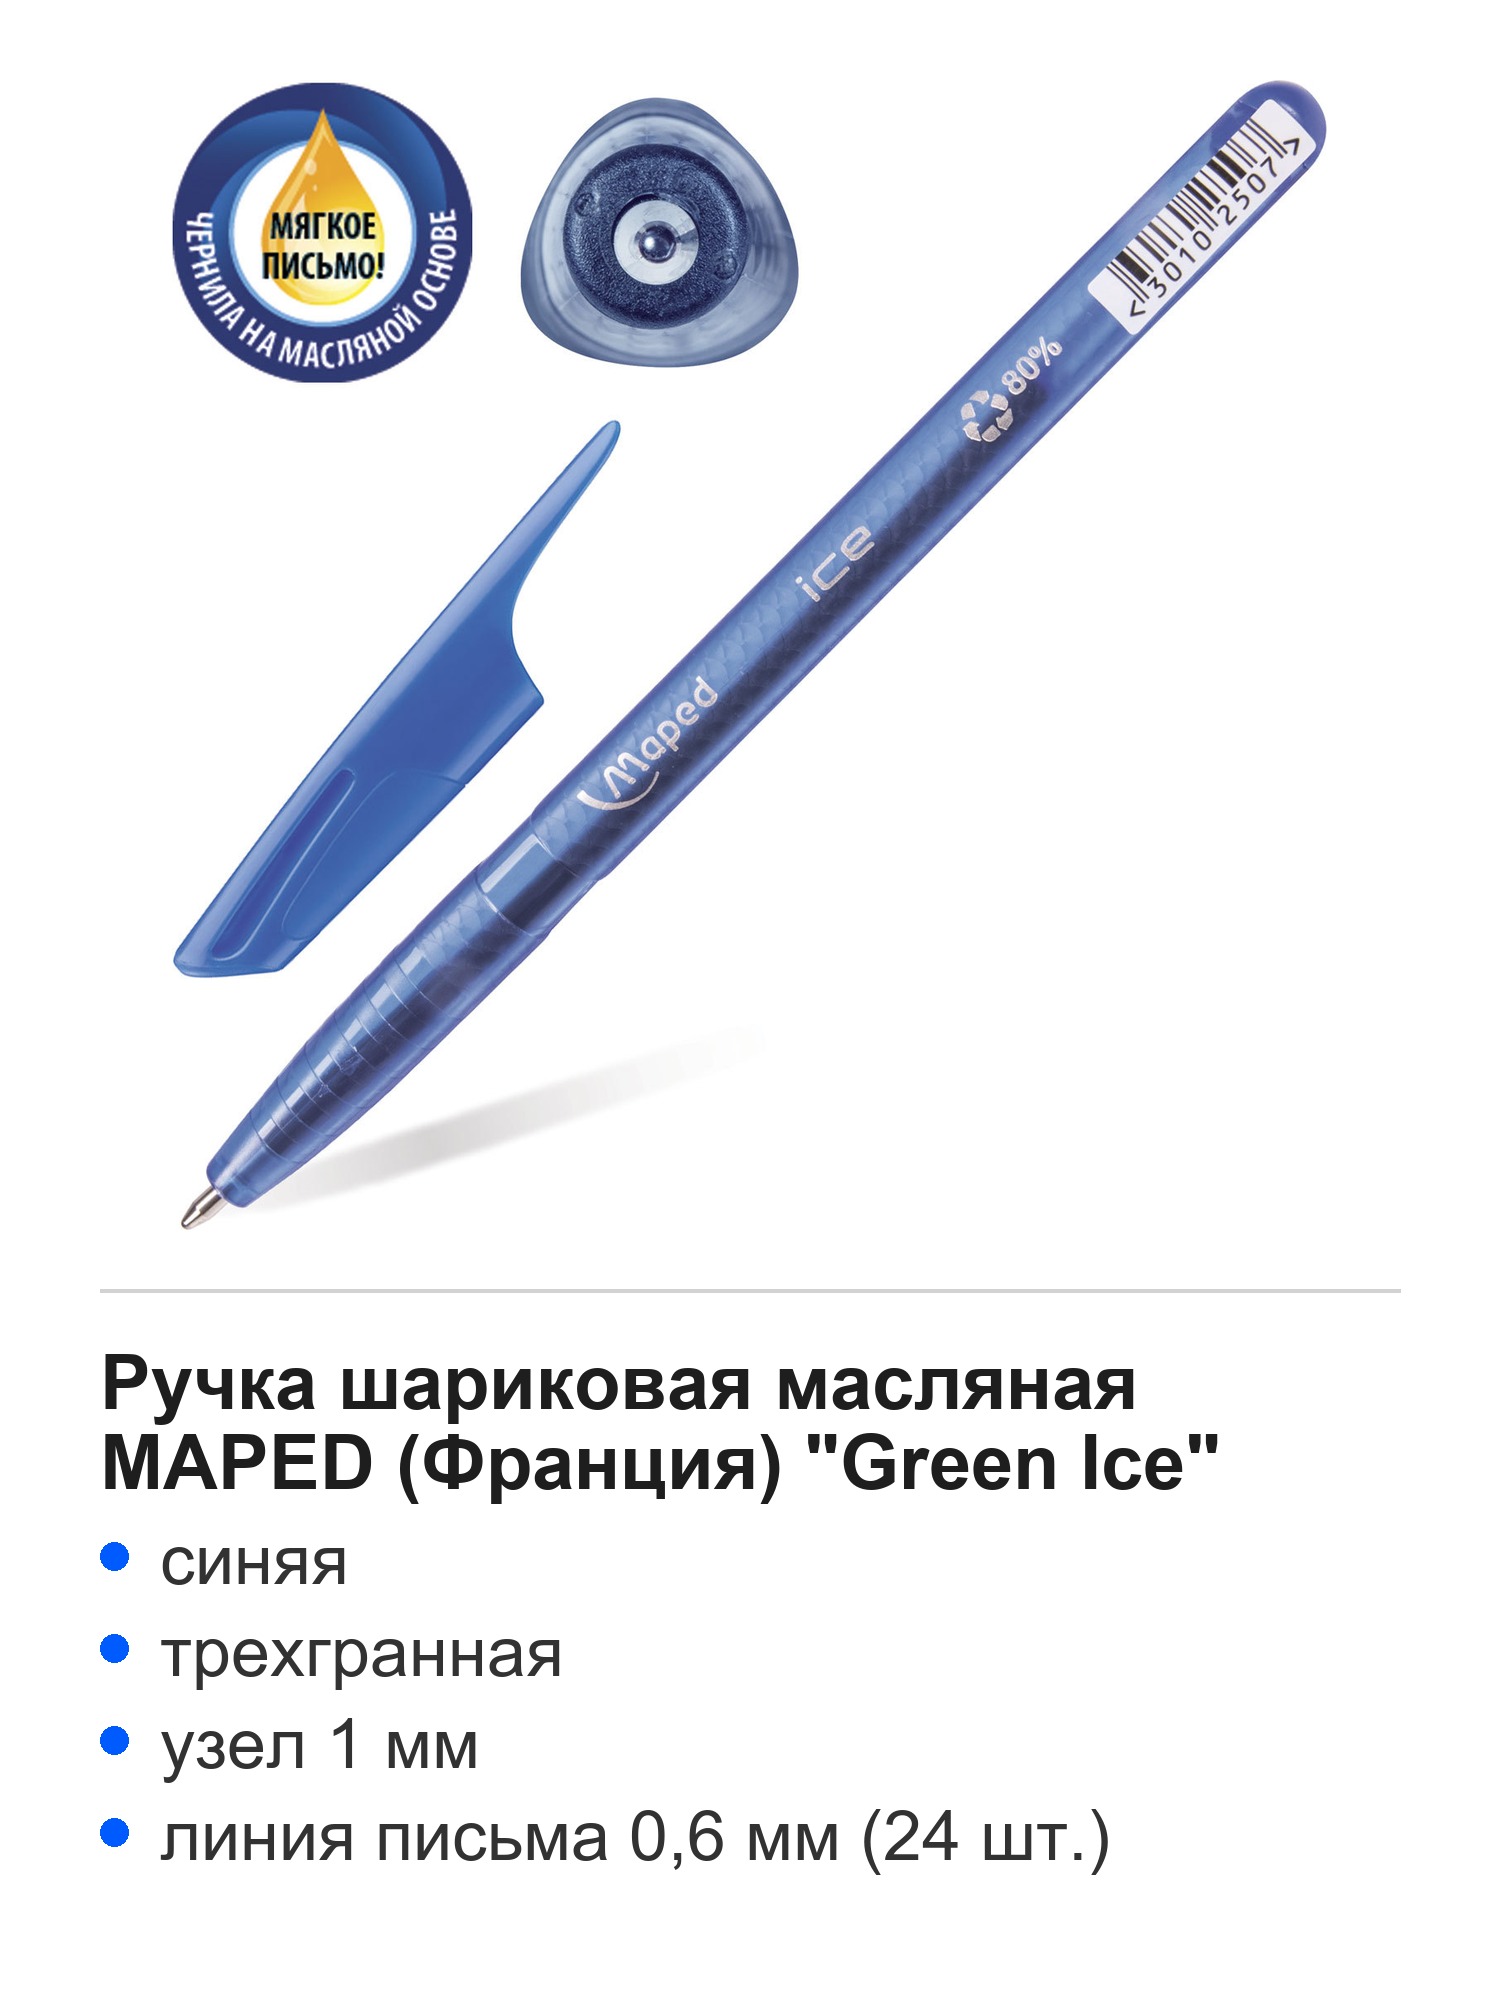 МЯГКОЕ
ПИСЬМО!
ЧЕРНИЛА НА МАСЛЯНОЙ ОСНОВЕ
<3010 2507>
80%
ice
Maped
Ручка шариковая масляная
MAPED (Франция) "Green Ice"
синяя
трехгранная
узел 1 мм
линия письма 0,6 мм (24 шт.)